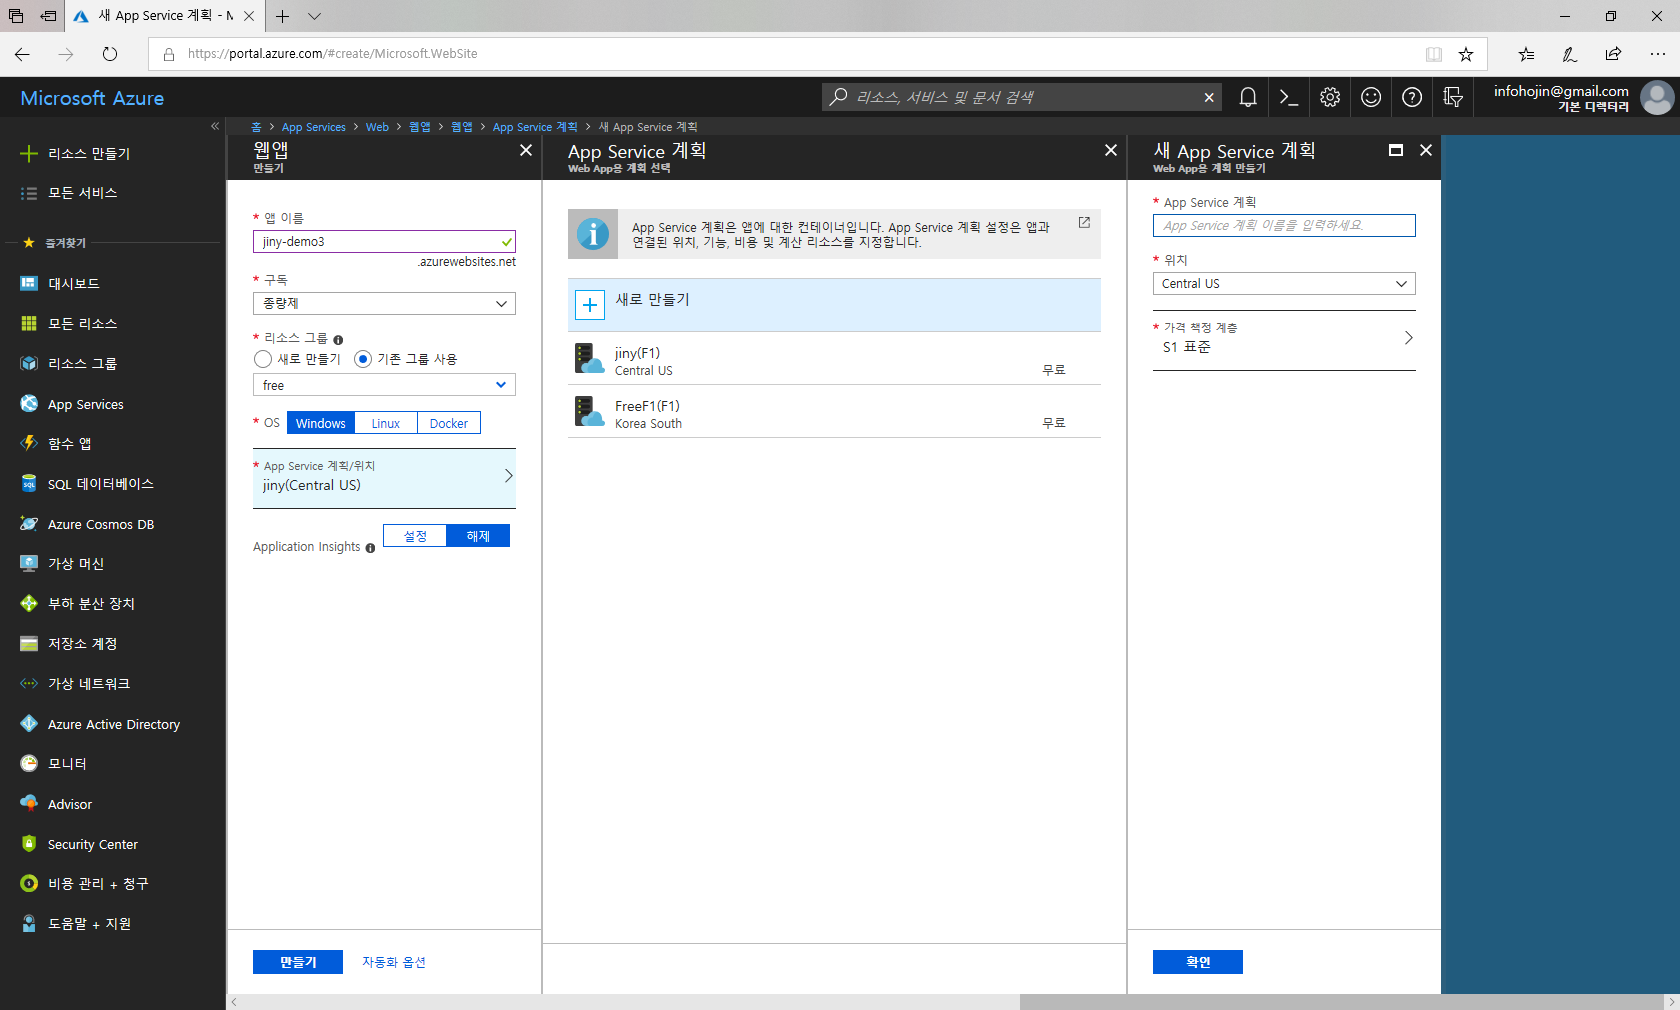 새 App Service 계획 - M
https://portal.azure.com/#create/Microsoft.WebSite
Microsoft Azure
리소스, 서비스 및 문서 검색
infohojin@gmail.com
기본 디렉터리
홈 > App Services > Web > 웹앱 > 웹앱 > App Service 계획 > 새 App Service 계획
리소스 만들기
모든 서비스
즐겨찾기
대시보드
모든 리소스
리소스 그룹
App Services
함수 앱
SQL 데이터베이스
Azure Cosmos DB
가상 머신
부하 분산 장치
저장소 계정
가상 네트워크
Azure Active Directory
모니터
Advisor
Security Center
비용 관리 + 청구
도움말 + 지원
웹앱
만들기
* 앱 이름
jiny-demo3
.azurewebsites.net
* 구독
종량제
* 리소스 그룹
새로 만들기 기존 그룹 사용
free
* OS Windows Linux Docker
* App Service 계획/위치
jiny(Central US)
Application Insights 설정 해제
만들기 자동화 옵션
App Service 계획
Web App용 계획 선택
App Service 계획은 앱에 대한 컨테이너입니다. App Service 계획 설정은 앱과
연결된 위치, 기능, 비용 및 계산 리소스를 지정합니다.
새로 만들기
jiny(F1)
Central US 무료
FreeF1(F1)
Korea South 무료
새 App Service 계획
Web App용 계획 만들기
* App Service 계획
App Service 계획 이름을 입력하세요.
* 위치
Central US
* 가격 책정 계층
S1 표준
확인